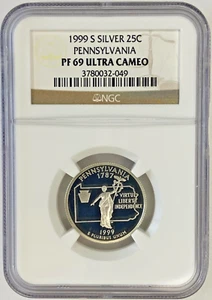 1999 S SILVER 25C
PENNSYLVANIA
PF 69 ULTRA CAMEO
3780032-049
NGC
PENNSYLVANIA
1787
VIRTUE
LIBERTY
INDEPENDENCE
1999
E PLURIBUS UNUM